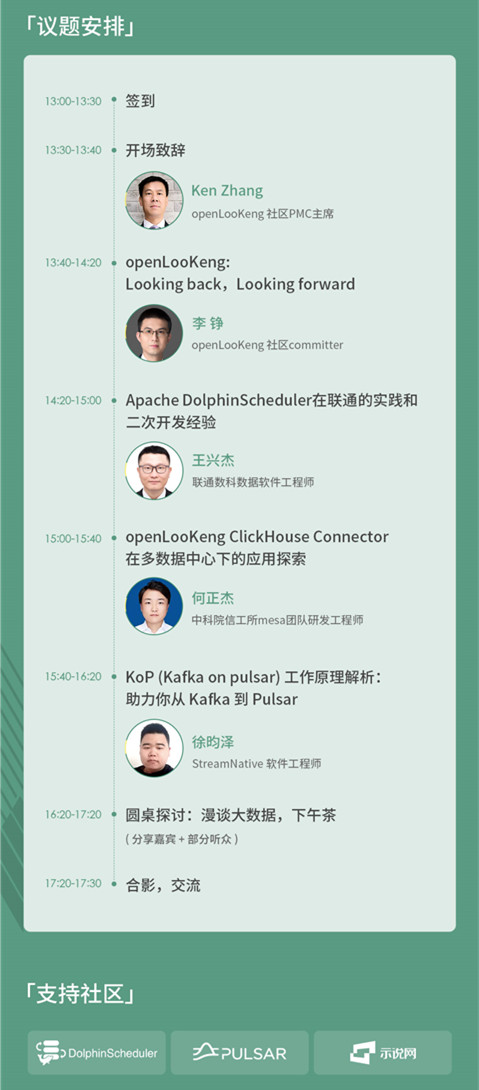 「议题安排」
13:00-13:30 签到
13:30-13:40 开场致辞
Ken Zhang
openLooKeng 社区PMC主席
13:40-14:20 openLooKeng:
Looking back，Looking forward
李 铮
openLooKeng 社区committer
14:20-15:00 Apache DolphinScheduler在联通的实践和
二次开发经验
王兴杰
联通数科数据软件工程师
15:00-15:40 openLooKeng ClickHouse Connector
在多数据中心下的应用探索
何正杰
中科院信工所mesa团队研发工程师
15:40-16:20 KoP (Kafka on pulsar) 工作原理解析：
助力你从 Kafka 到 Pulsar
徐昀泽
StreamNative 软件工程师
16:20-17:20 圆桌探讨：漫谈大数据，下午茶
( 分享嘉宾 + 部分听众 )
17:20-17:30 合影，交流
「支持社区」
DolphinScheduler PULSAR 示说网